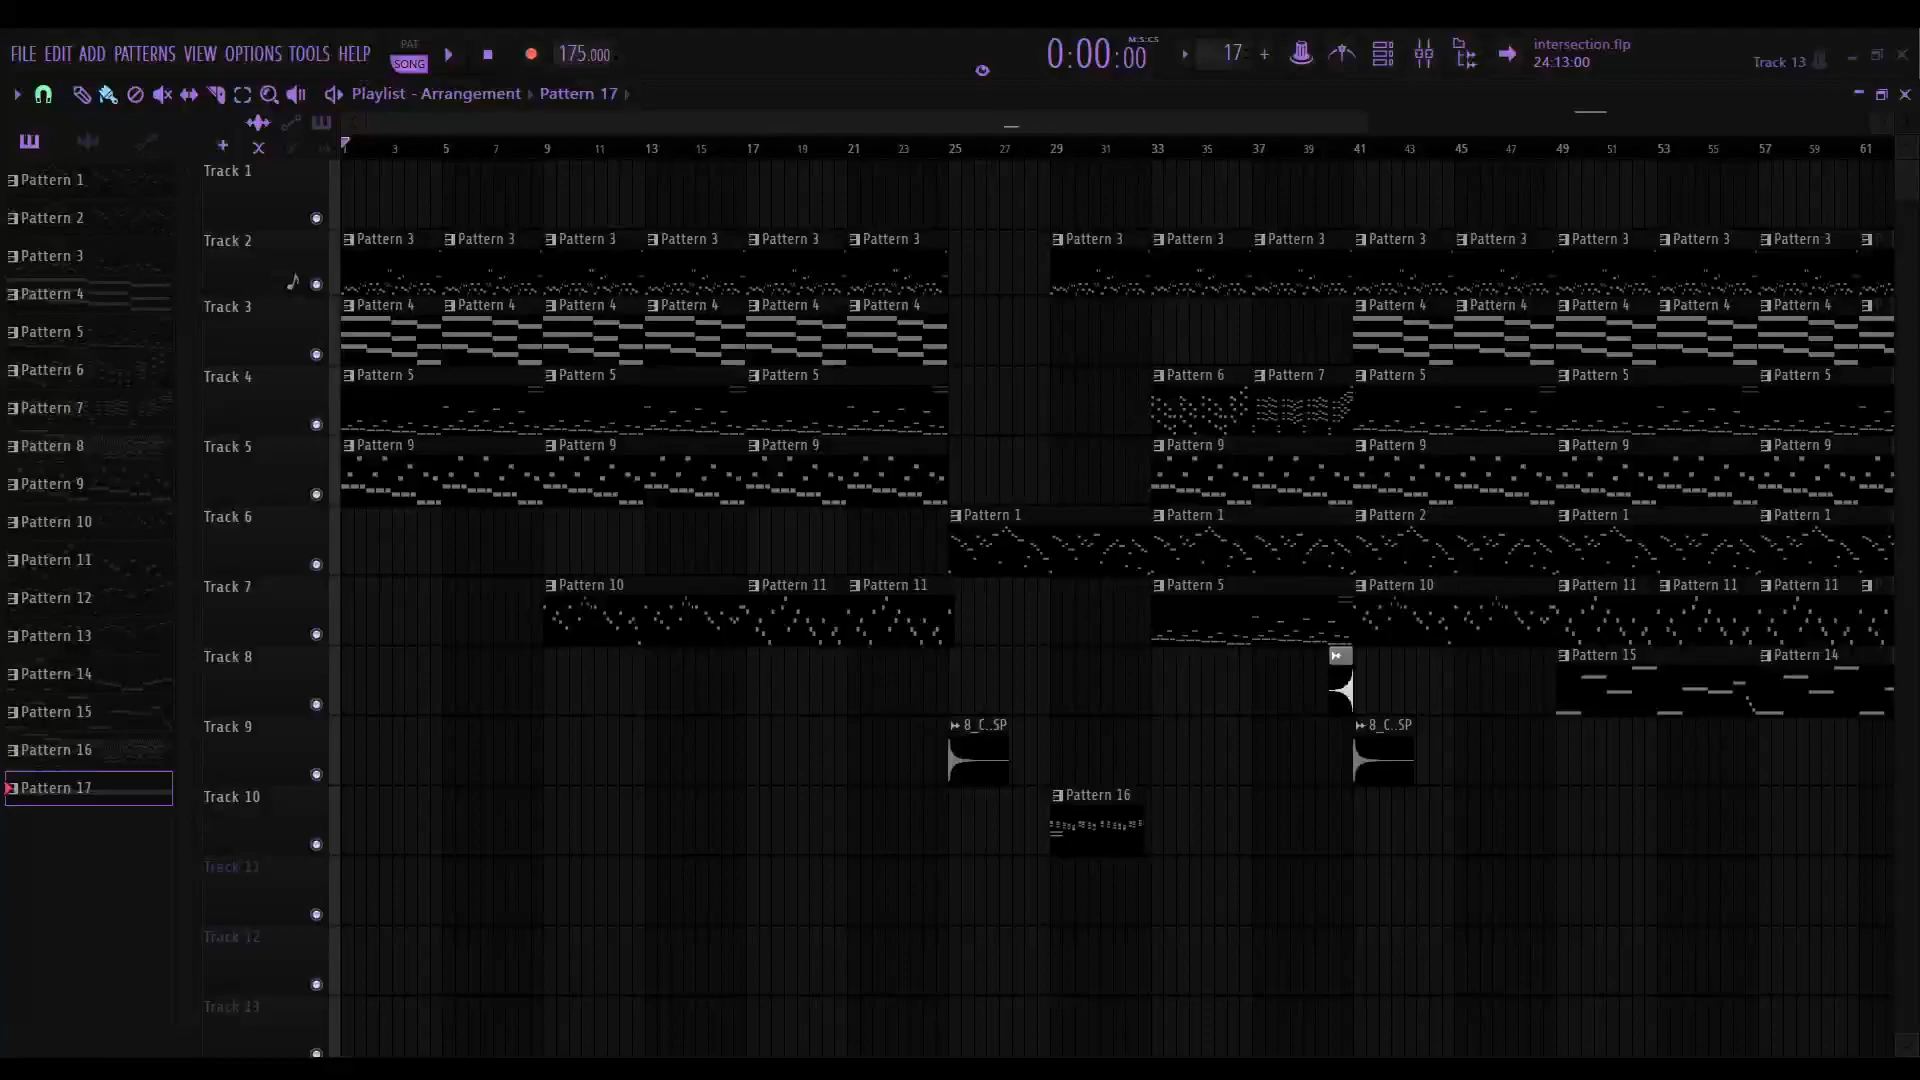 FILE EDIT ADD PATTERNS VIEW OPTIONS TOOLS HELP
PAT
SONG
175.000
0:00:00
M:S:CS
17
+
intersection.flp
24:13:00
Track 13
Playlist - Arrangement
Pattern 17
1 3 5 7 9 11 13 15 17 19 21 23 25 27 29 31 33 35 37 39 41 43 45 47 49 51 53 55 57 59 61
Pattern 1
Pattern 2
Pattern 3
Pattern 4
Pattern 5
Pattern 6
Pattern 7
Pattern 8
Pattern 9
Pattern 10
Pattern 11
Pattern 12
Pattern 13
Pattern 14
Pattern 15
Pattern 16
Pattern 17
Track 1
Track 2
Pattern 3 Pattern 3 Pattern 3 Pattern 3 Pattern 3 Pattern 3 Pattern 3 Pattern 3 Pattern 3 Pattern 3 Pattern 3 Pattern 3 Pattern 3 Pattern 3
Track 3
Pattern 4 Pattern 4 Pattern 4 Pattern 4 Pattern 4 Pattern 4 Pattern 4 Pattern 4 Pattern 4 Pattern 4 Pattern 4
Track 4
Pattern 5 Pattern 5 Pattern 5 Pattern 6 Pattern 7 Pattern 5 Pattern 5 Pattern 5
Track 5
Pattern 9 Pattern 9 Pattern 9 Pattern 9 Pattern 9 Pattern 9 Pattern 9
Track 6
Pattern 1 Pattern 1 Pattern 2 Pattern 1 Pattern 1
Track 7
Pattern 10 Pattern 11 Pattern 11 Pattern 5 Pattern 10 Pattern 11 Pattern 11 Pattern 11
Track 8
Pattern 15 Pattern 14
Track 9
8_C..SP 8_C..SP
Track 10
Pattern 16
Track 11
Track 12
Track 13